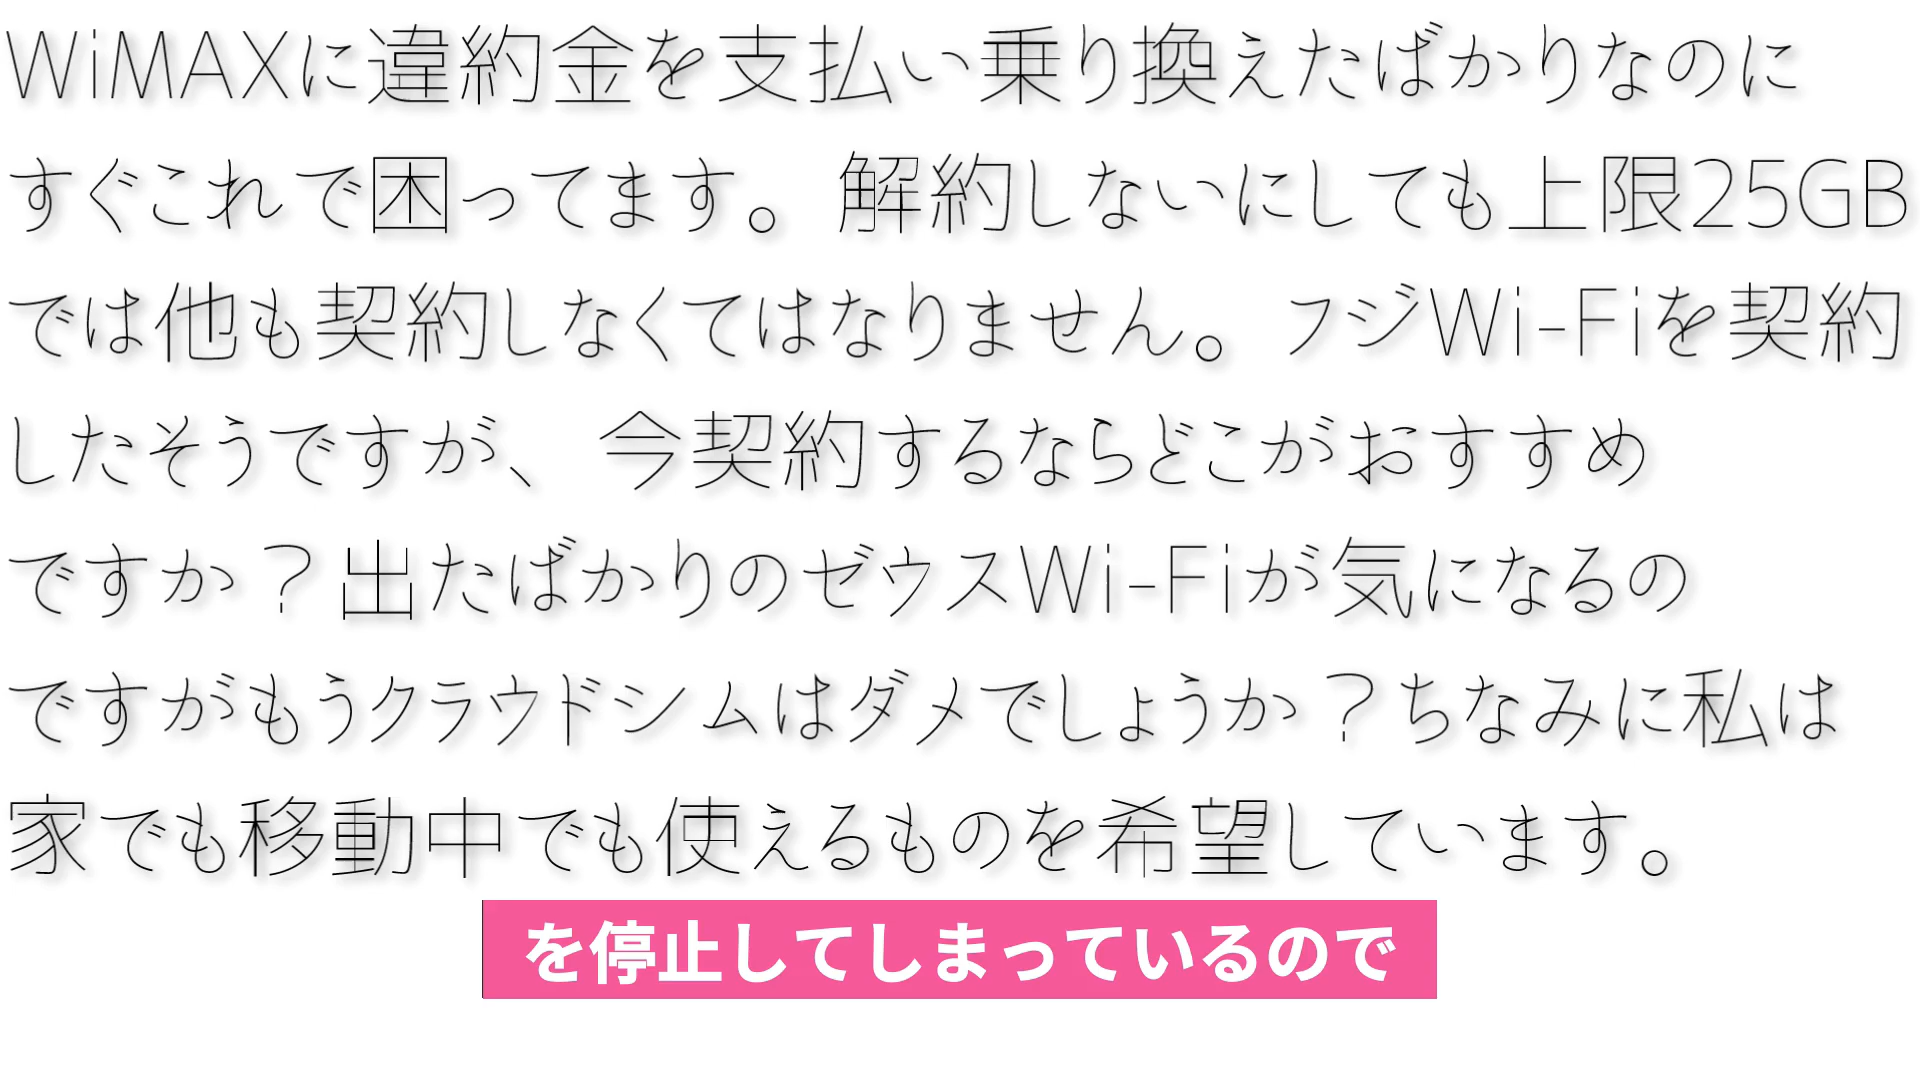 WiMAXに違約金を支払い乗り換えたばかりなのに
すぐこれで困ってます。解約しないにしても上限25GB
では他も契約しなくてはなりません。フジWi-Fiを契約
したそうですが、今契約するならどこがおすすめ
ですか？出たばかりのゼウスWi-Fiが気になるの
ですがもうクラウドシムはダメでしょうか？ちなみに私は
家でも移動中でも使えるものを希望しています。
を停止してしまっているので